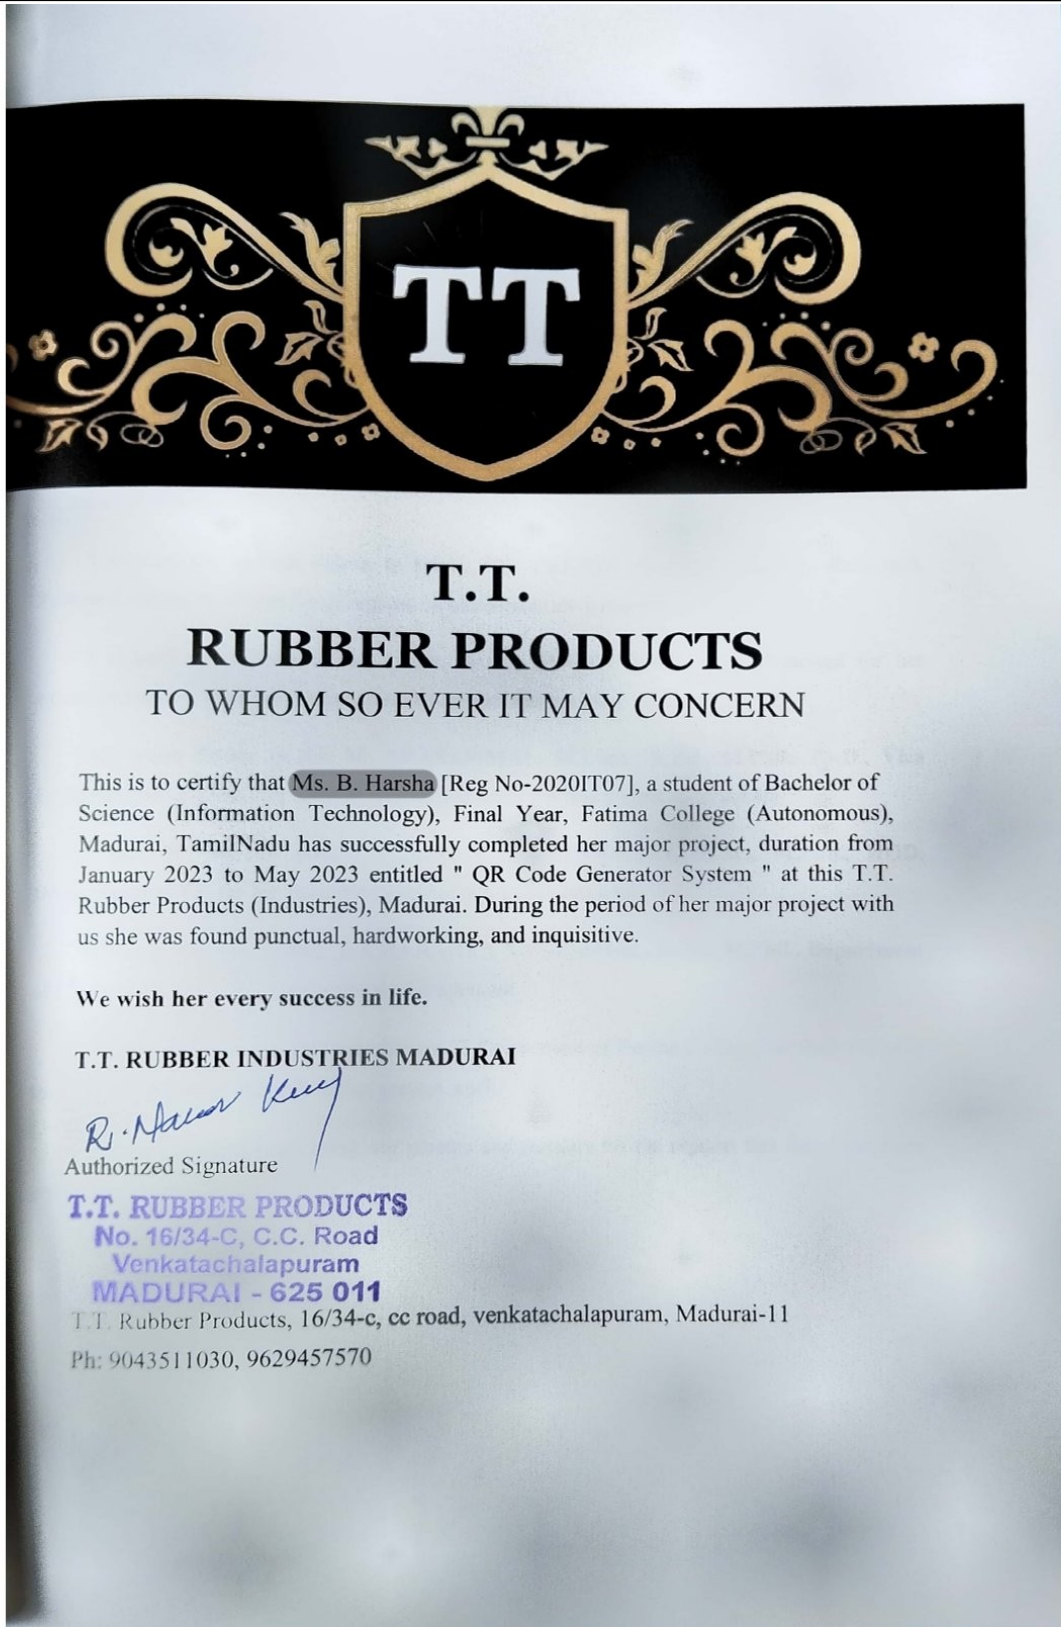 TT
T.T.
RUBBER PRODUCTS
TO WHOM SO EVER IT MAY CONCERN
This is to certify that Ms. B. Harsha [Reg No-2020IT07], a student of Bachelor of
Science (Information Technology), Final Year, Fatima College (Autonomous),
Madurai, TamilNadu has successfully completed her major project, duration from
January 2023 to May 2023 entitled " QR Code Generator System " at this T.T.
Rubber Products (Industries), Madurai. During the period of her major project with
us she was found punctual, hardworking, and inquisitive.
We wish her every success in life.
T.T. RUBBER INDUSTRIES MADURAI
Authorized Signature
T.T. RUBBER PRODUCTS
No. 16/34-C, C.C. Road
Venkatachalapuram
MADURAI - 625 011
T.T. Rubber Products, 16/34-c, cc road, venkatachalapuram, Madurai-11
Ph: 9043511030, 9629457570